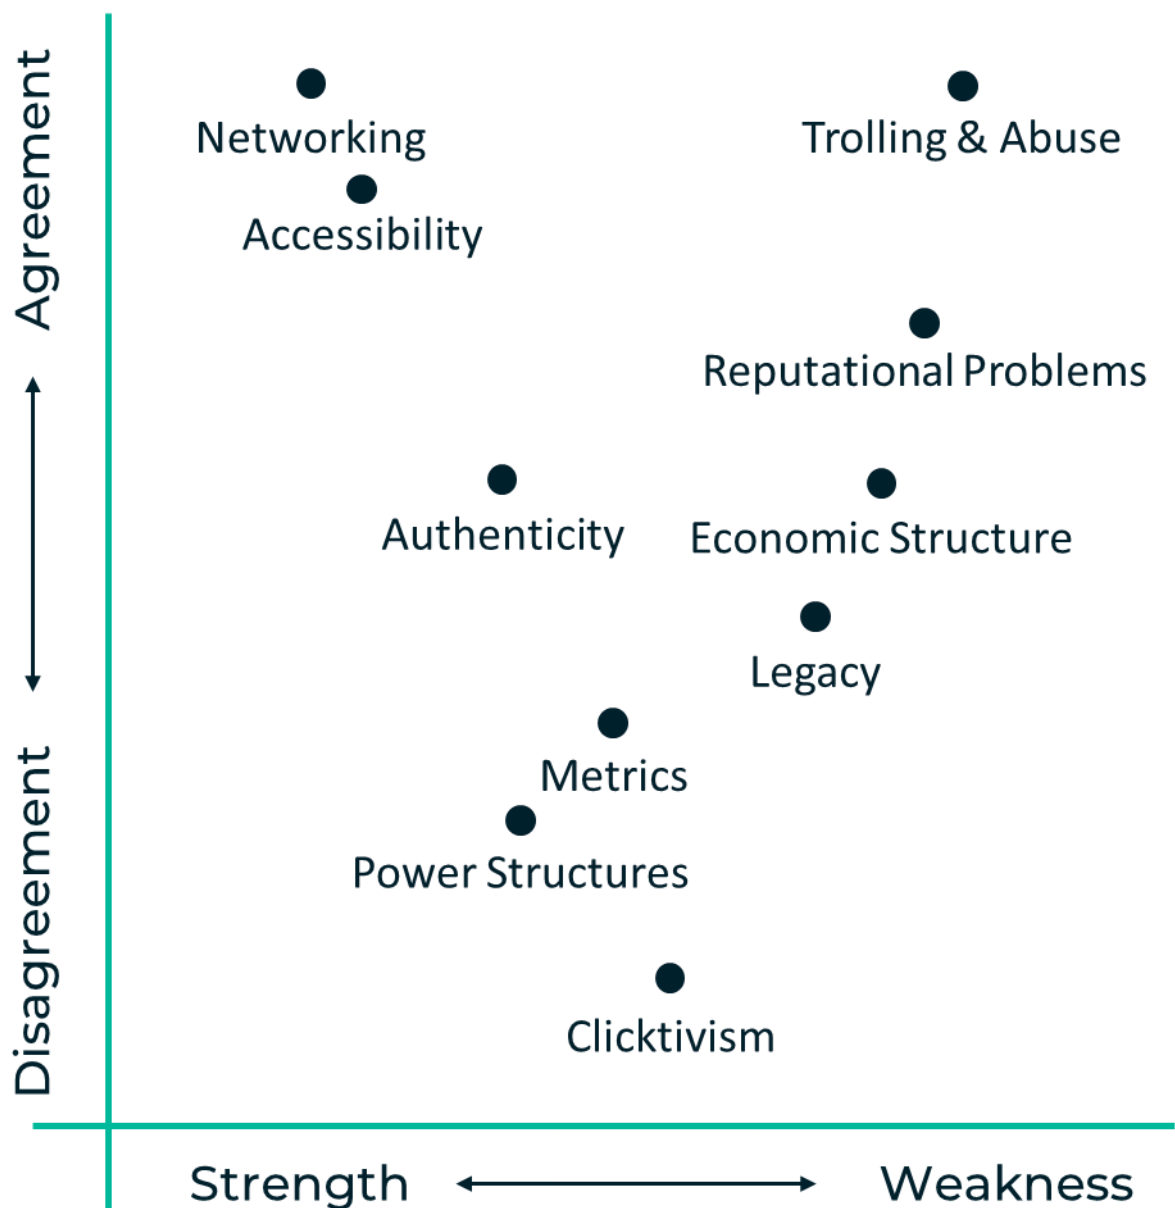 Agreement
Disagreement
Networking
Trolling & Abuse
Accessibility
Reputational Problems
Authenticity
Economic Structure
Legacy
Metrics
Power Structures
Clicktivism
Strength
Weakness